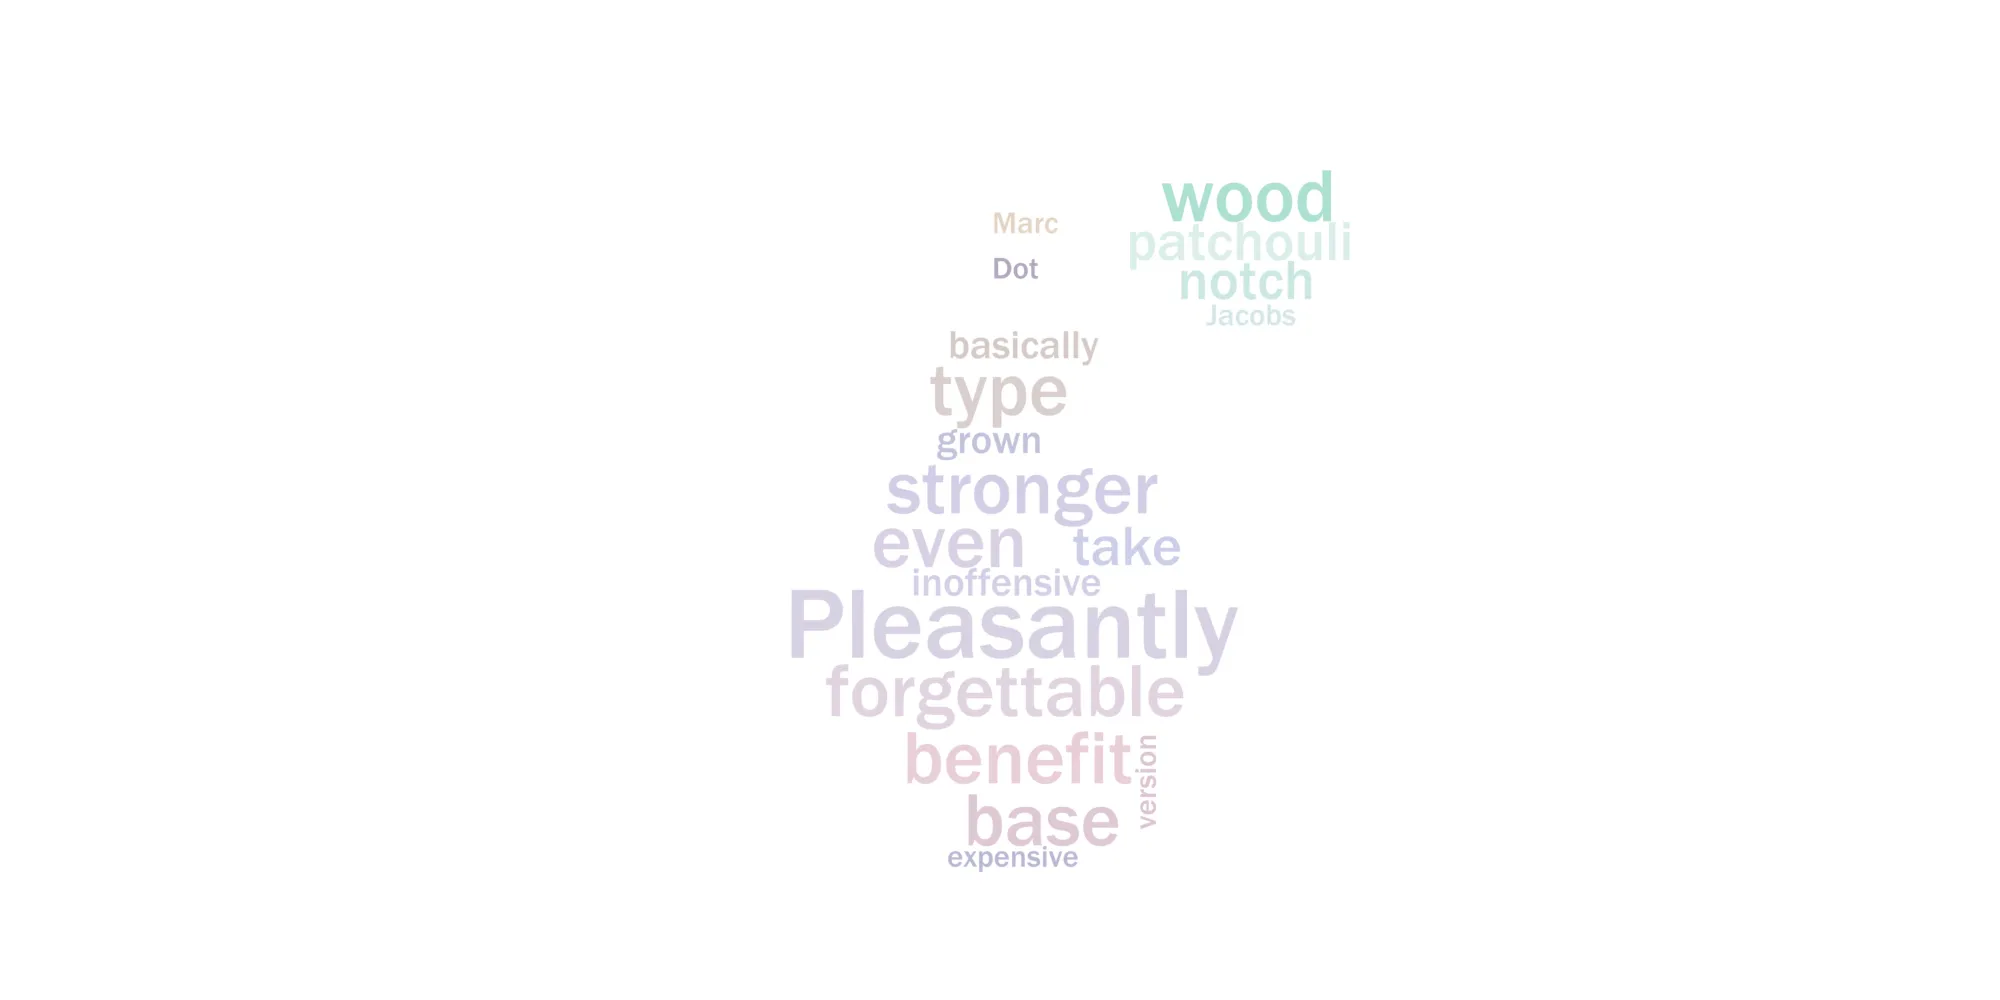 wood
Marc
patchouli
Dot
notch
Jacobs
basically
type
grown
stronger
even take
inoffensive
Pleasantly
forgettable
benefit
version
base
expensive